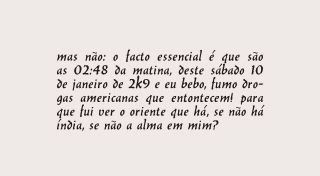 mas não: o facto essencial é que são
as 02:48 da matina, deste sábado 10
de janeiro de 2k9 e eu bebo, fumo dro-
gas americanas que entontecem! para
que fui ver o oriente que há, se não há
índia, se não a alma em mim?